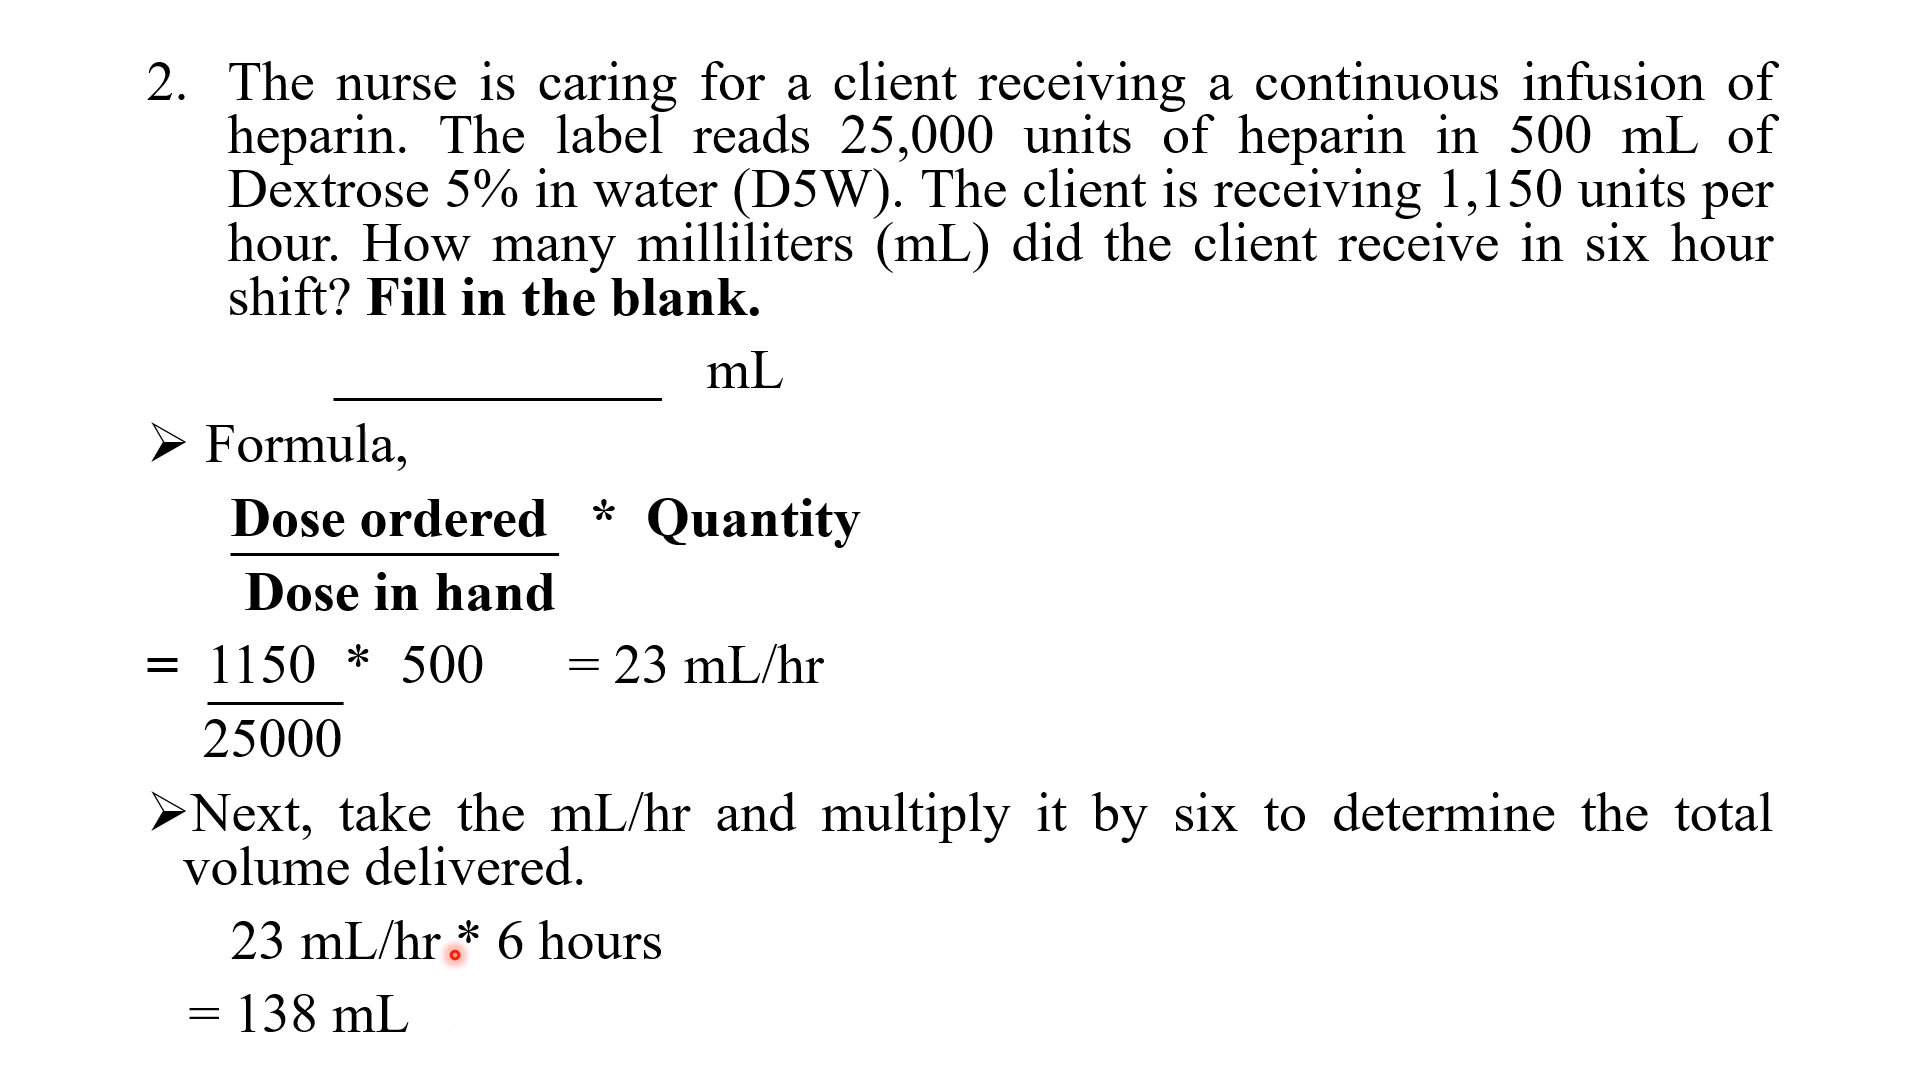 2. The nurse is caring for a client receiving a continuous infusion of
heparin. The label reads 25,000 units of heparin in 500 mL of
Dextrose 5% in water (D5W). The client is receiving 1,150 units per
hour. How many milliliters (mL) did the client receive in six hour
shift? Fill in the blank.
____________ mL
➢ Formula,
Dose ordered * Quantity
Dose in hand
= 1150 * 500 = 23 mL/hr
25000
➢Next, take the mL/hr and multiply it by six to determine the total
volume delivered.
23 mL/hr * 6 hours
= 138 mL